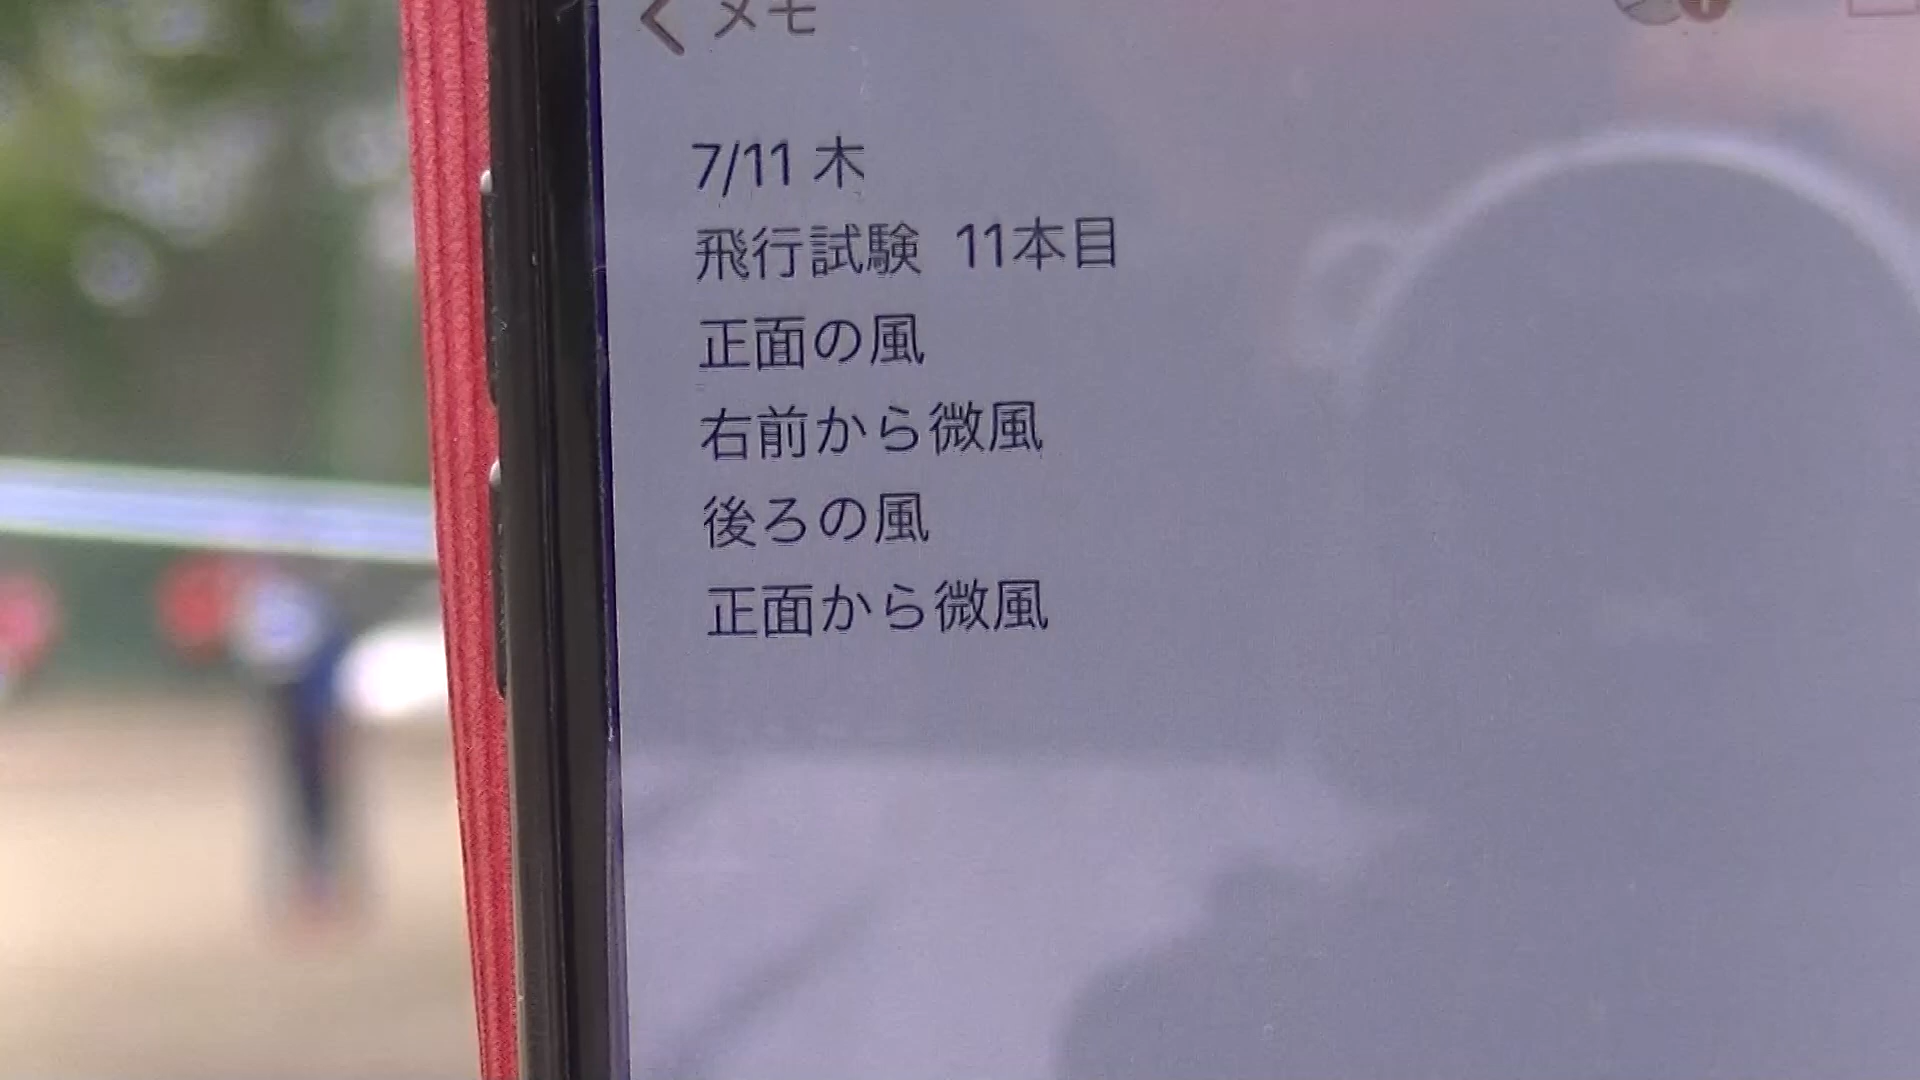 メモ
7/11 木
飛行試験 11本目
正面の風
右前から微風
後ろの風
正面から微風